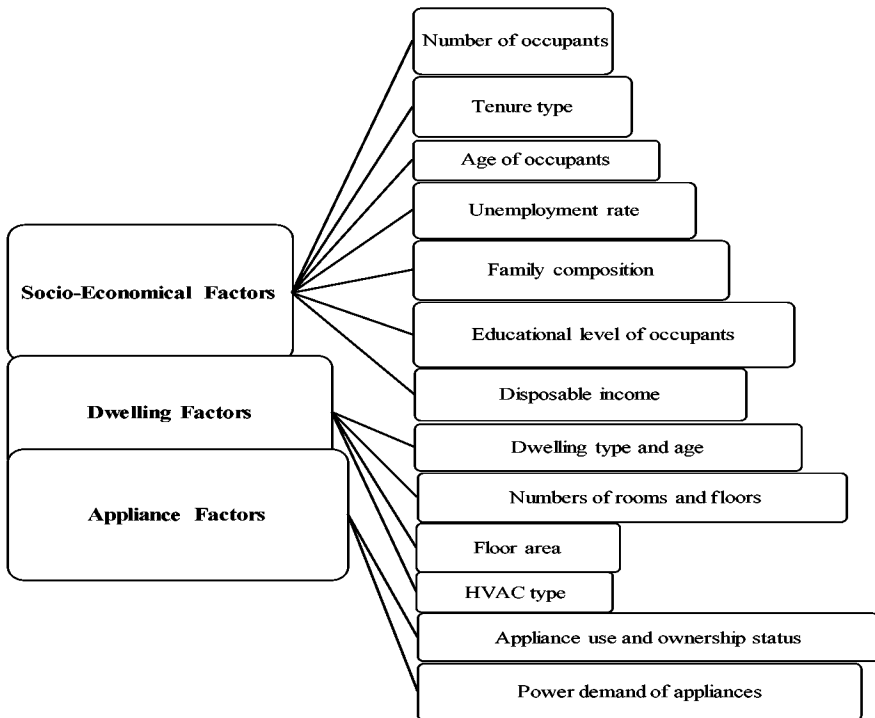 Number of occupants
Tenure type
Age of occupants
Unemployment rate
Family composition
Socio-Economical Factors
Educational level of occupants
Disposable income
Dwelling Factors
Dwelling type and age
Numbers of rooms and floors
Appliance Factors
Floor area
HVAC type
Appliance use and ownership status
Power demand of appliances